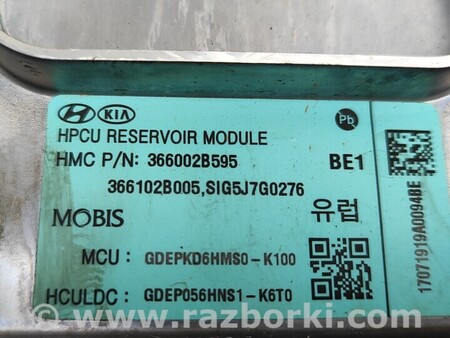 KIA
Pb
HPCU RESERVOIR MODULE
HMC P/N: 366002B595 BE1
366102B005,SIG5J7G0276
MOBIS 유럽
MCU : GDEPKD6HMS0-K100
HCULDC: GDEP056HNS1-K6T0
17071919A0094BE
www.razborki.com